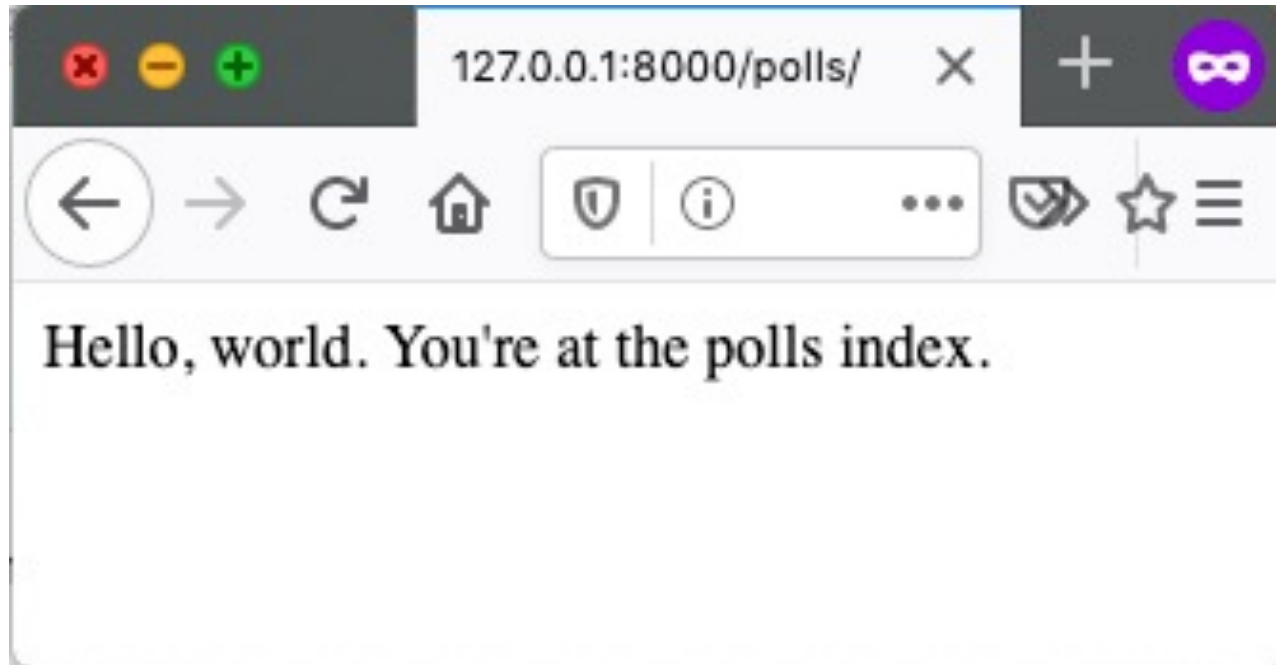 127.0.0.1:8000/polls/
Hello, world. You're at the polls index.